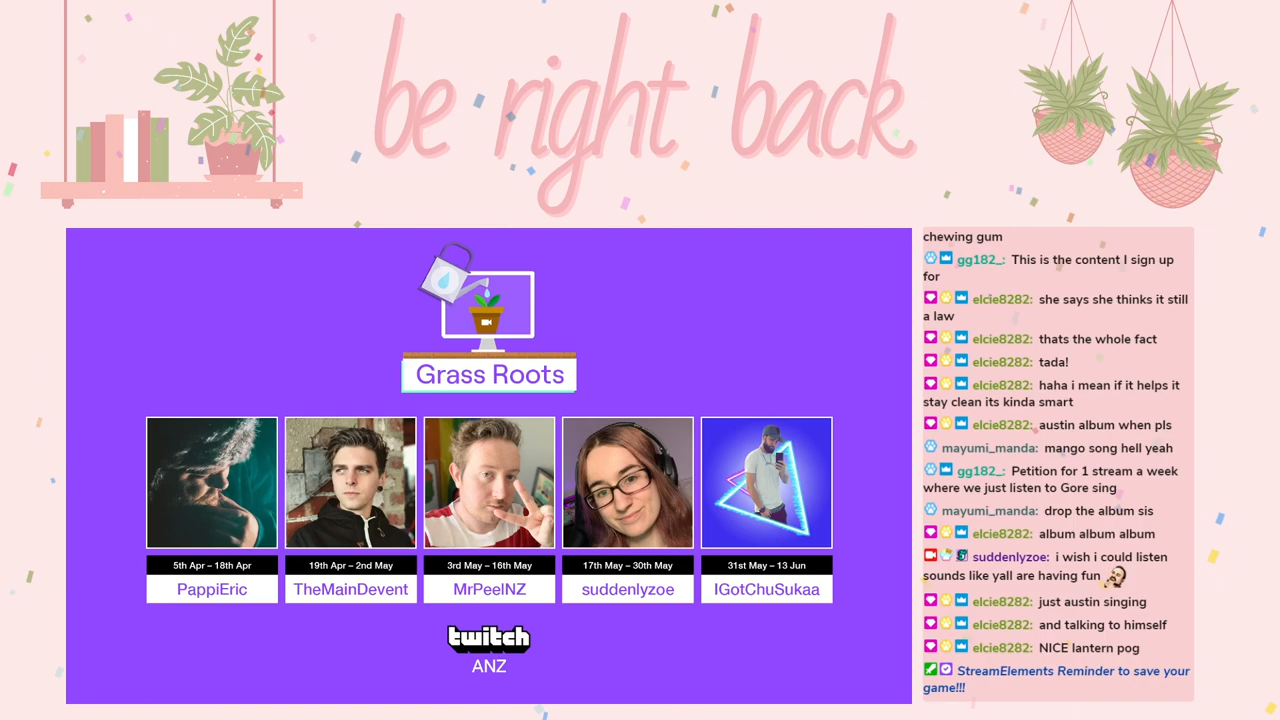 be right back
Grass Roots
5th Apr – 18th Apr
PappiEric
19th Apr – 2nd May
TheMainDevent
3rd May – 16th May
MrPeelNZ
17th May – 30th May
suddenlyzoe
31st May – 13 Jun
IGotChuSukaa
twitch
ANZ
chewing gum
gg182_: This is the content I sign up
for
elcie8282: she says she thinks it still
a law
elcie8282: thats the whole fact
elcie8282: tada!
elcie8282: haha i mean if it helps it
stay clean its kinda smart
elcie8282: austin album when pls
mayumi_manda: mango song hell yeah
gg182_: Petition for 1 stream a week
where we just listen to Gore sing
mayumi_manda: drop the album sis
elcie8282: album album album
suddenlyzoe: i wish i could listen
sounds like yall are having fun
elcie8282: just austin singing
elcie8282: and talking to himself
elcie8282: NICE lantern pog
StreamElements Reminder to save your
game!!!